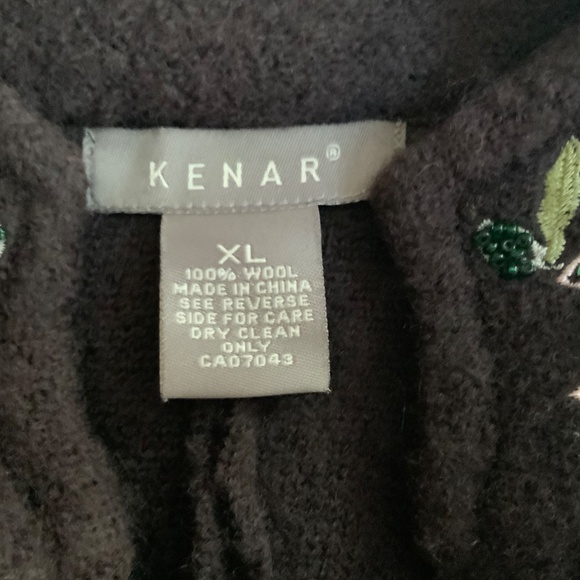 KENAR®
XL
100% WOOL
MADE IN CHINA
SEE REVERSE
SIDE FOR CARE
DRY CLEAN
ONLY
CA07043